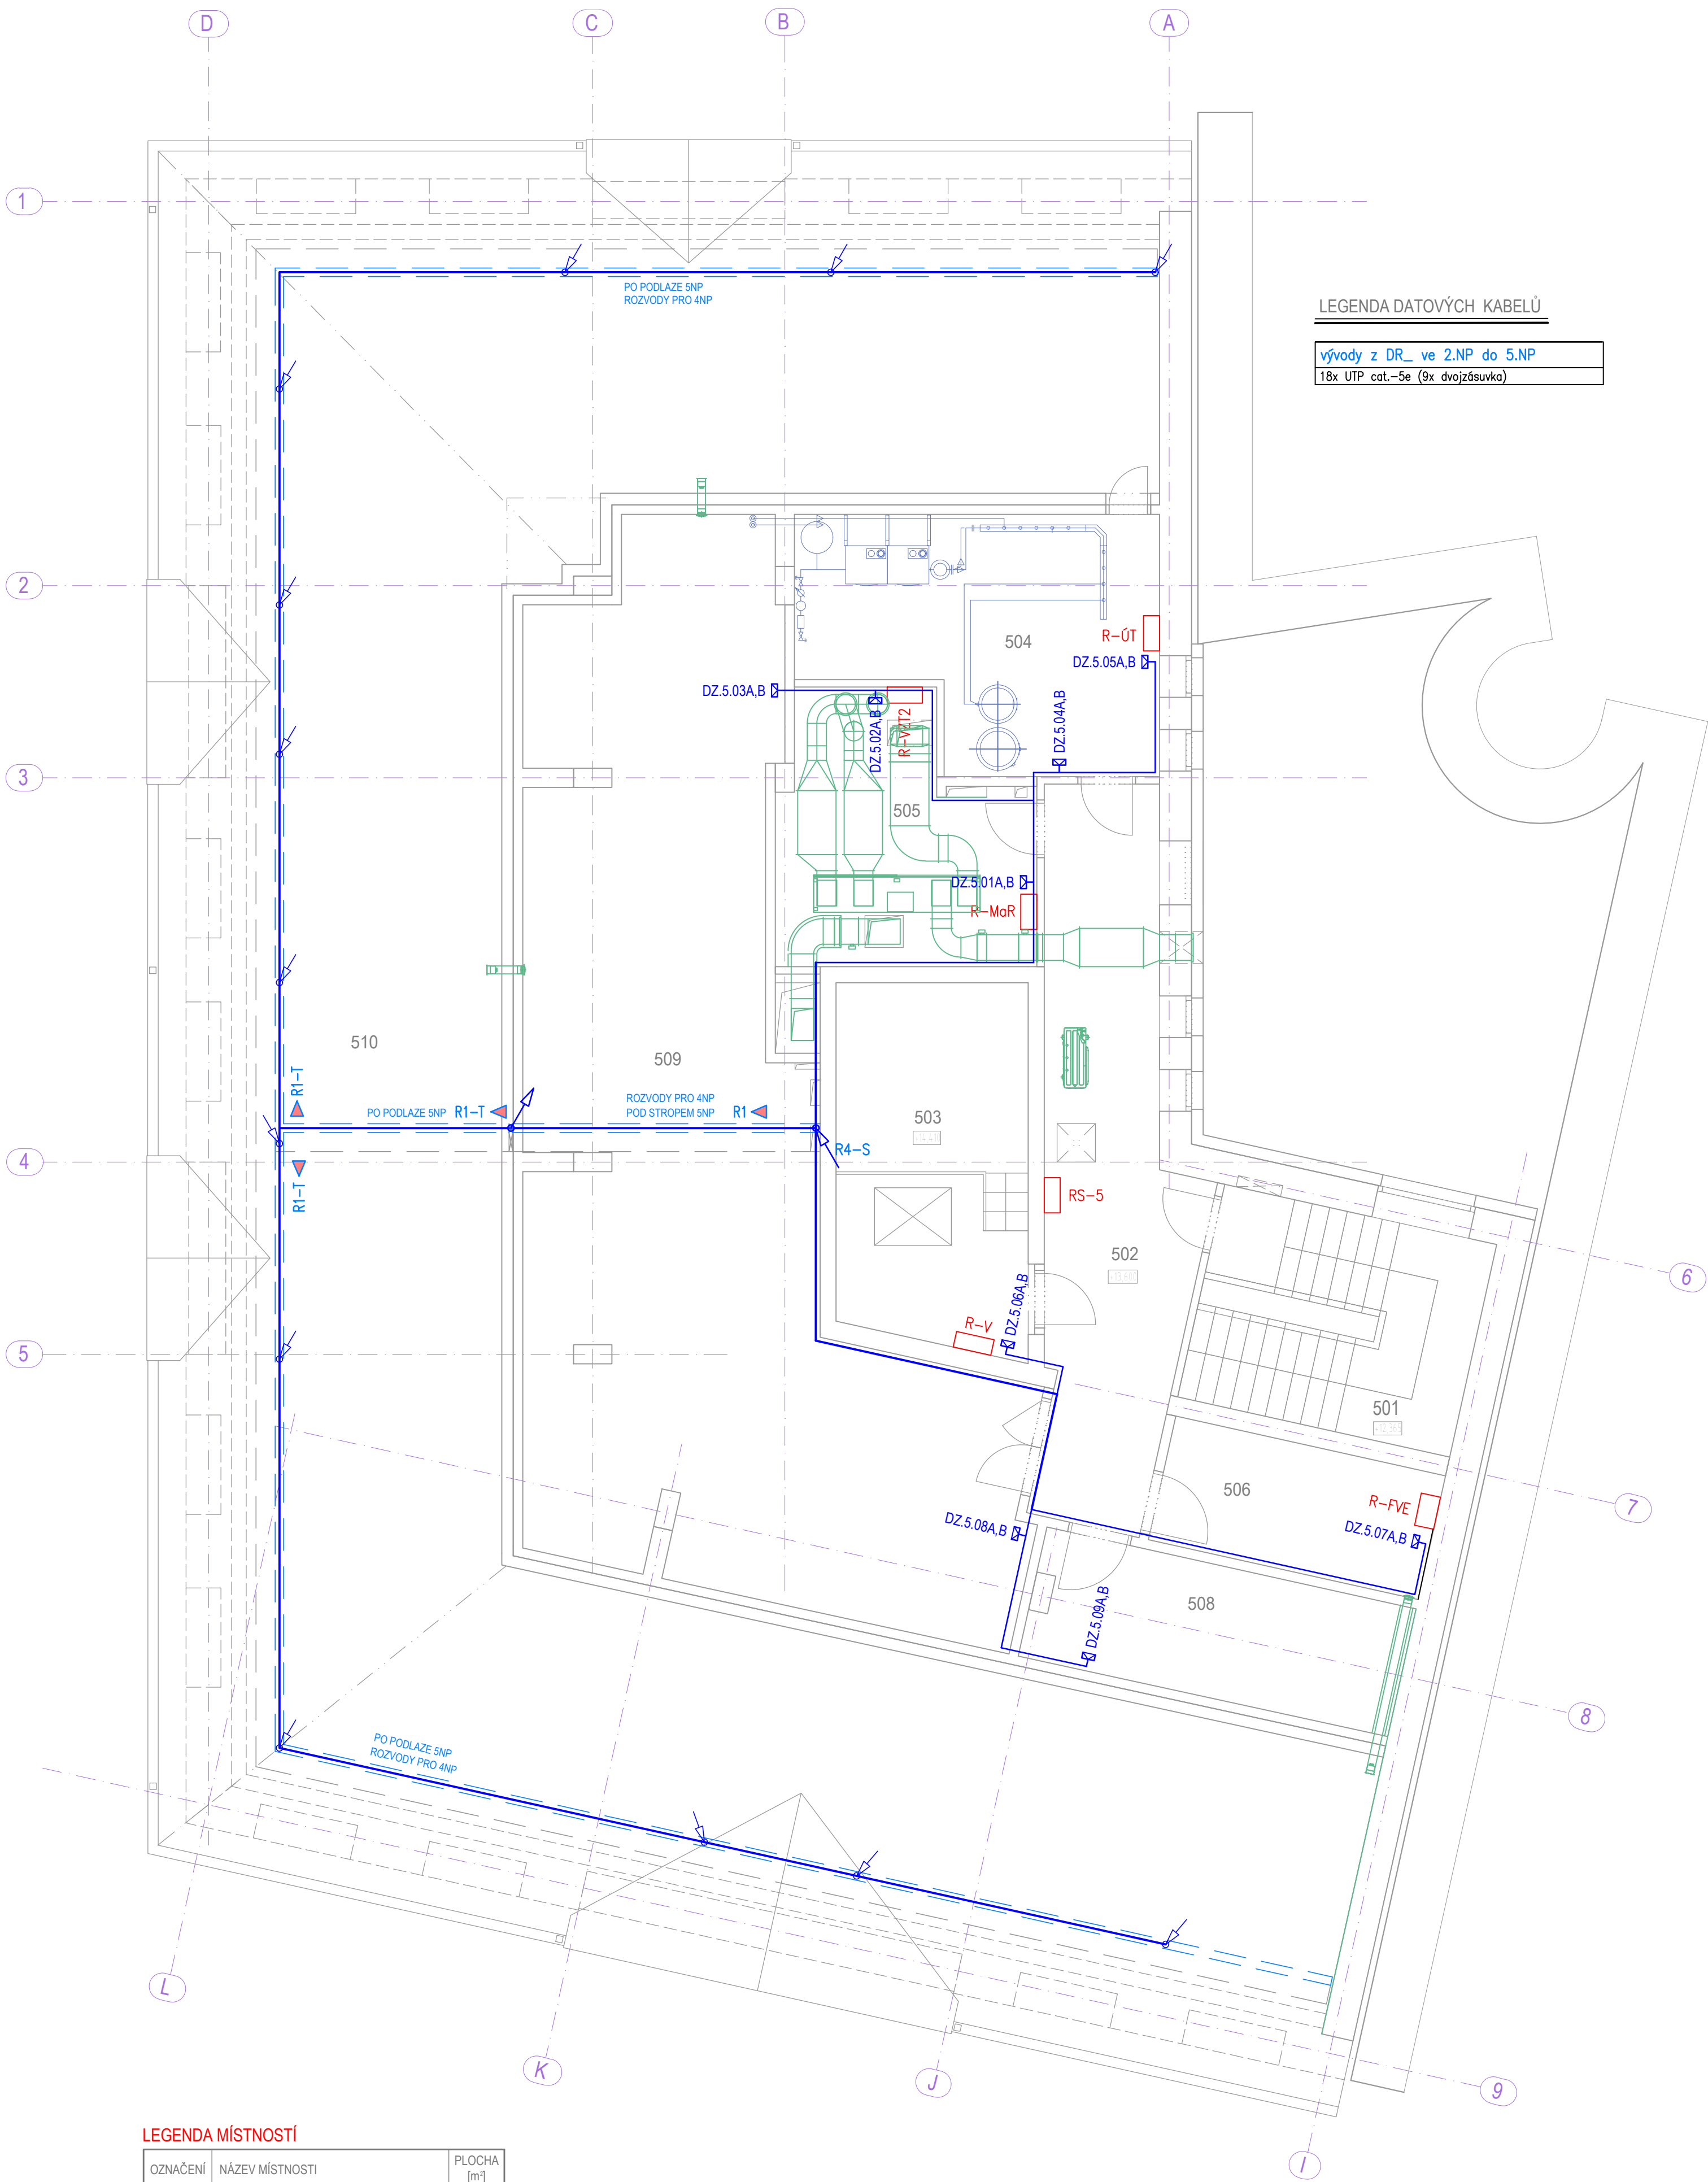 D
C
B
A
1
PO PODLAZE 5NP
ROZVODY PRO 4NP
LEGENDA DATOVÝCH KABELŮ
vývody z DR_ ve 2.NP do 5.NP
18x UTP cat.-5e (9x dvojzásuvka)
2
504
R-ÚT
DZ.5.05A,B
DZ.5.03A,B
DZ.5.02A,B
R-VZT2
DZ.5.04A,B
3
505
DZ.5.01A,B
R-MaR
510
509
R1-T
PO PODLAZE 5NP
R1-T
ROZVODY PRO 4NP
POD STROPEM 5NP
R1
503
R4-S
4
R1-T
RS-5
502
6
DZ.5.06A,B
R-V
5
501
506
R-FVE
7
DZ.5.08A,B
DZ.5.07A,B
508
DZ.5.09A,B
8
PO PODLAZE 5NP
ROZVODY PRO 4NP
L
K
J
9
I
LEGENDA MÍSTNOSTÍ
OZNAČENÍ
NÁZEV MÍSTNOSTI
PLOCHA
[m²]